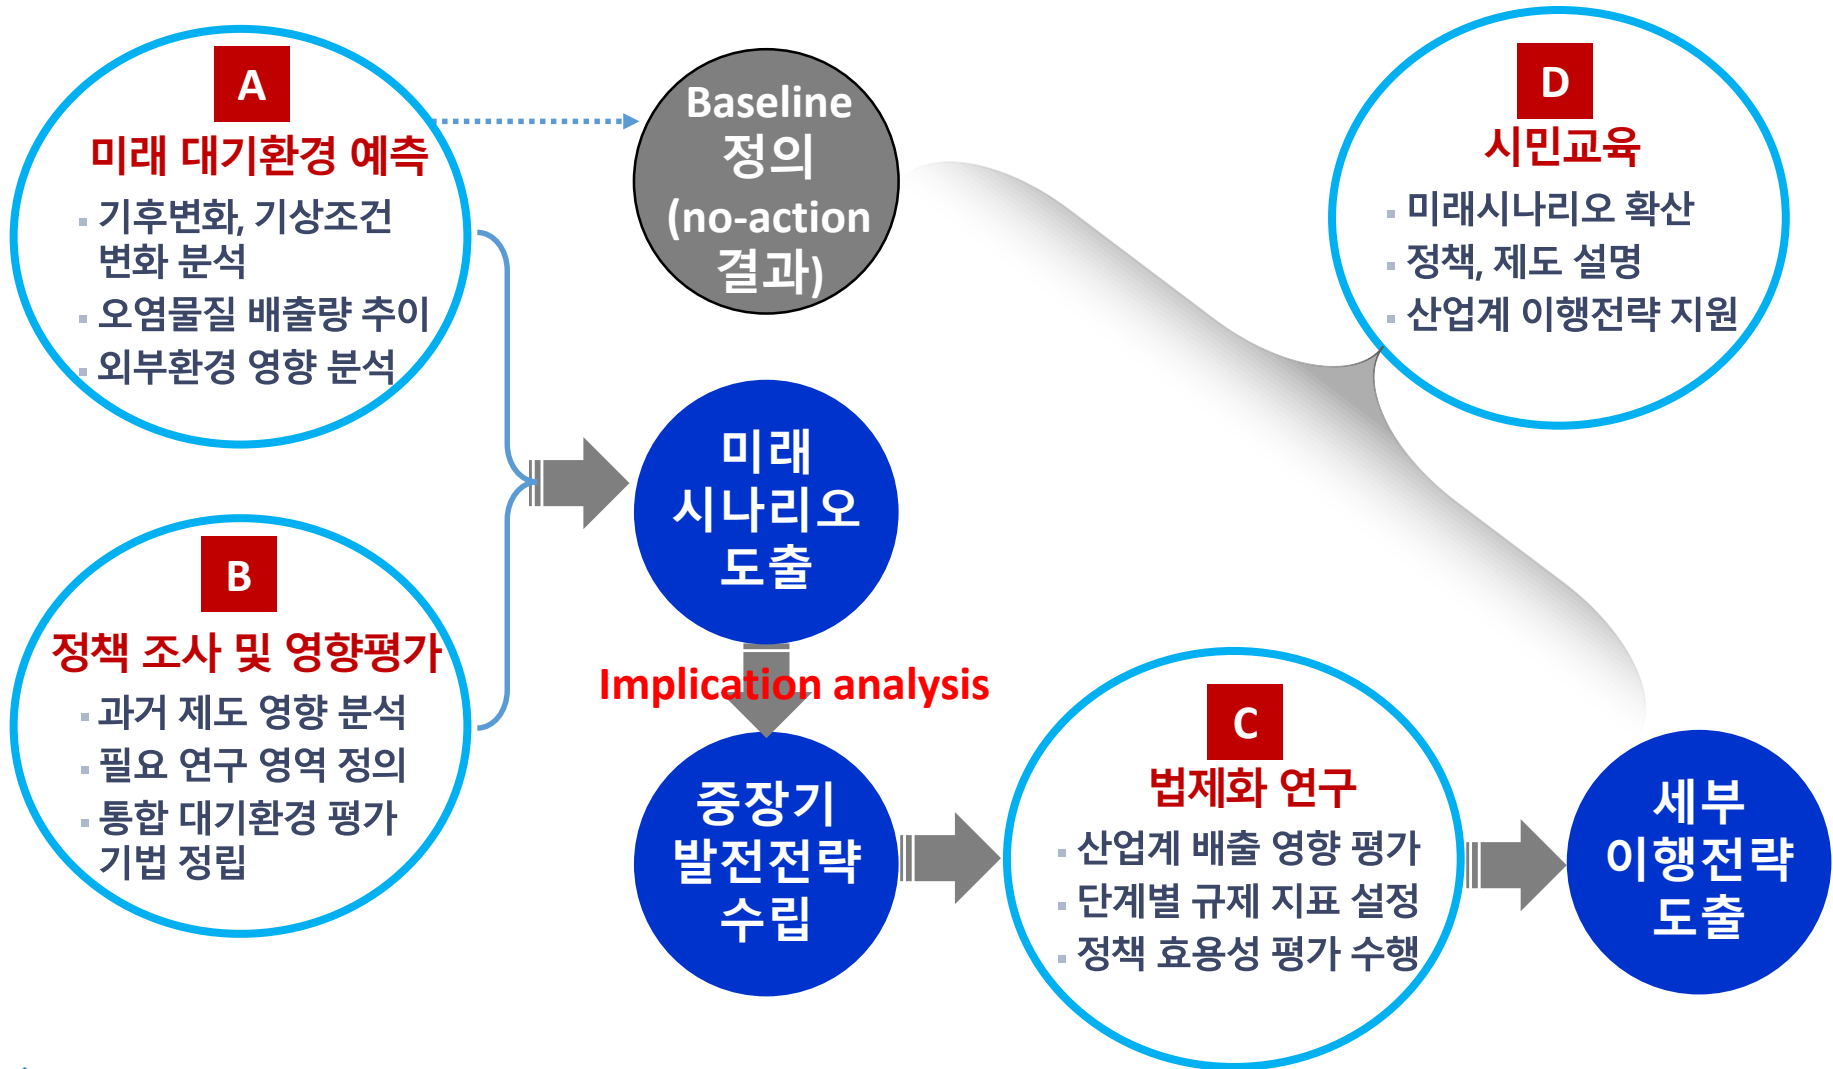 A
미래 대기환경 예측
▪ 기후변화, 기상조건
변화 분석
▪ 오염물질 배출량 추이
▪ 외부환경 영향 분석
B
정책 조사 및 영향평가
▪ 과거 제도 영향 분석
▪ 필요 연구 영역 정의
▪ 통합 대기환경 평가
기법 정립
Baseline
정의
(no-action
결과)
미래
시나리오
도출
Implication analysis
중장기
발전전략
수립
C
법제화 연구
▪ 산업계 배출 영향 평가
▪ 단계별 규제 지표 설정
▪ 정책 효용성 평가 수행
세부
이행전략
도출
D
시민교육
▪ 미래시나리오 확산
▪ 정책, 제도 설명
▪ 산업계 이행전략 지원